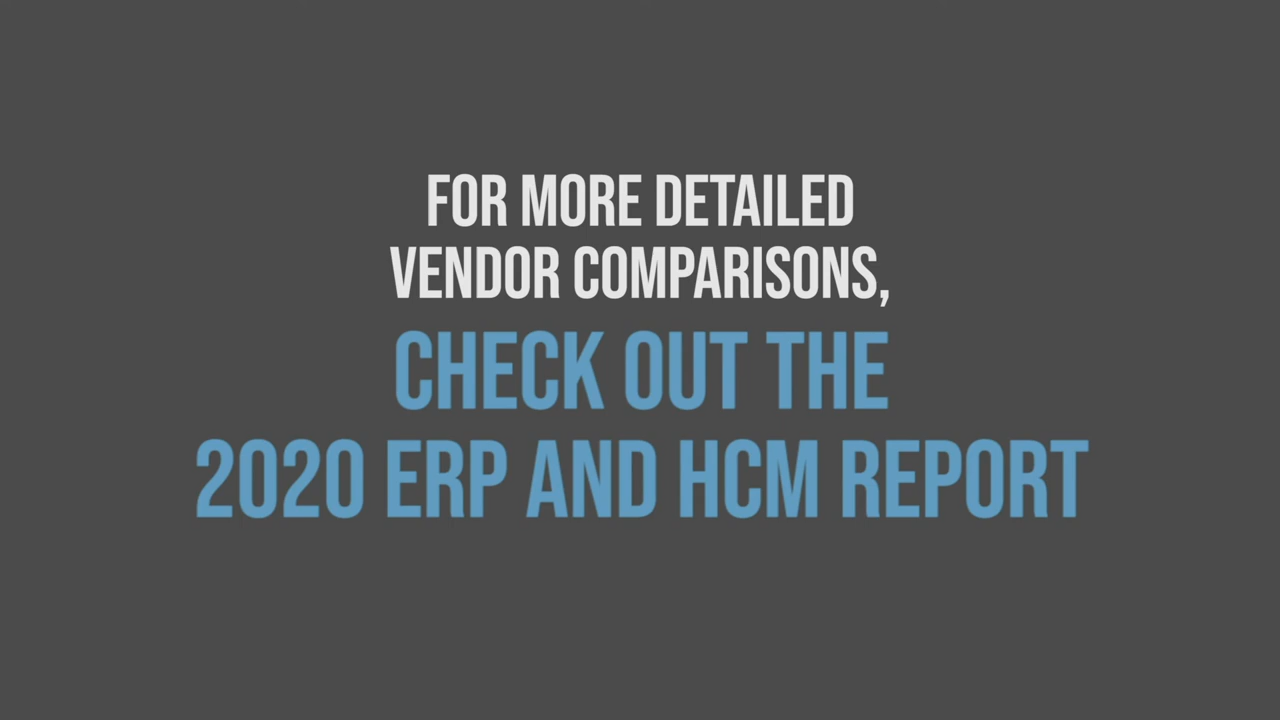 FOR MORE DETAILED
VENDOR COMPARISONS,
CHECK OUT THE
2020 ERP AND HCM REPORT